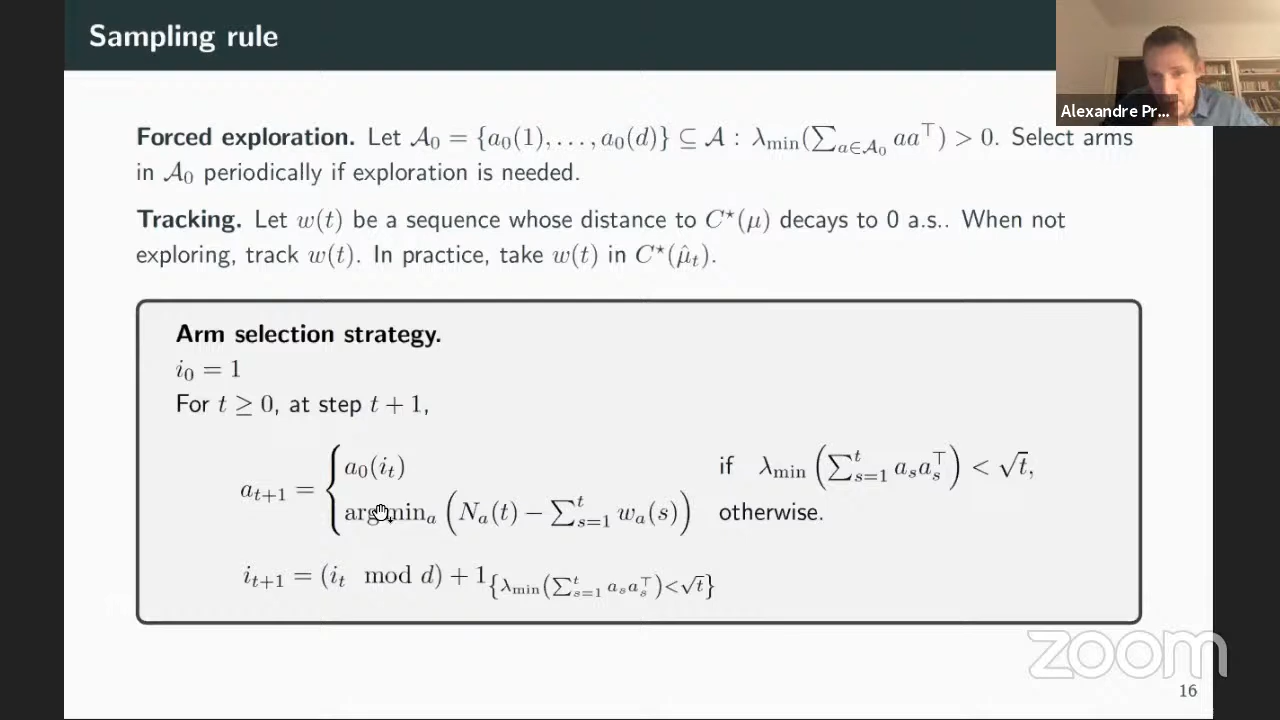 Sampling rule
Alexandre Pr...
Forced exploration. Let 𝒜₀ = {a₀(1), …, a₀(d)} ⊆ 𝒜 : λ_min(∑_{a∈𝒜₀} aa^⊤) > 0. Select arms
in 𝒜₀ periodically if exploration is needed.
Tracking. Let w(t) be a sequence whose distance to C^⋆(μ) decays to 0 a.s.. When not
exploring, track w(t). In practice, take w(t) in C^⋆(μ̂_t).
Arm selection strategy.
i₀ = 1
For t ≥ 0, at step t + 1,
a_{t+1} = { a₀(i_t) if λ_min (∑_{s=1}^{t} a_s a_s^⊤) < √t,
argmin_a (N_a(t) − ∑_{s=1}^{t} w_a(s)) otherwise.
i_{t+1} = (i_t mod d) + 1_{λ_min(∑_{s=1}^{t} a_s a_s^⊤)<√t}
zoom
16